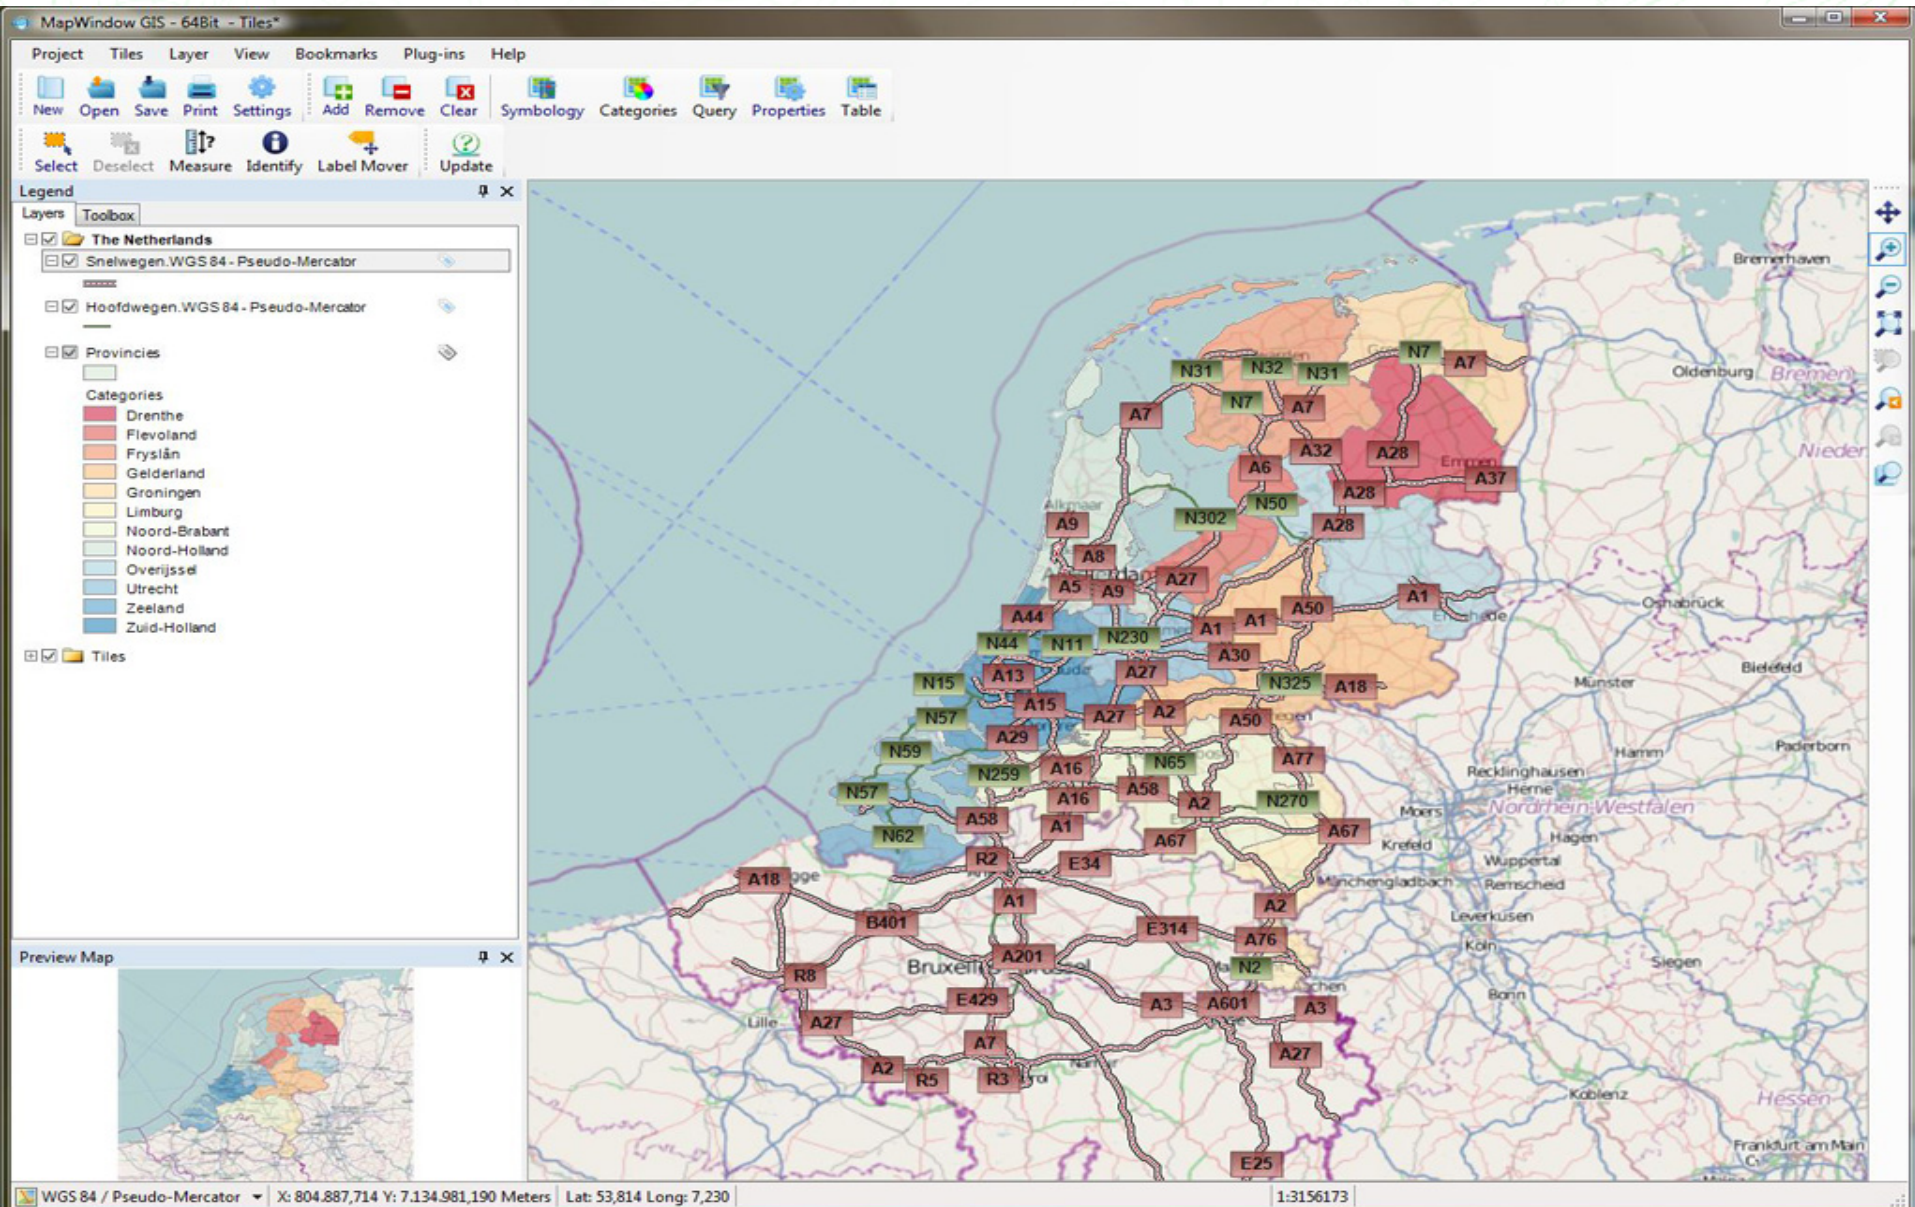 MapWindow GIS - 64Bit - Tiles*
Project Tiles Layer View Bookmarks Plug-ins Help
New Open Save Print Settings Add Remove Clear Symbology Categories Query Properties Table
Select Deselect Measure Identify Label Mover Update
Legend
Layers Toolbox
The Netherlands
Snelwegen.WGS 84 - Pseudo-Mercator
Hoofdwegen.WGS 84 - Pseudo-Mercator
Provincies
Categories
Drenthe
Flevoland
Fryslân
Gelderland
Groningen
Limburg
Noord-Brabant
Noord-Holland
Overijssel
Utrecht
Zeeland
Zuid-Holland
Tiles
Preview Map
Bremerhaven
N7
A7
N31 N32 N31
Oldenburg Bremen
N7 A7
A7
A32 A28
Nieder
Emmen
A6 A37
A28
N50
Alkmaar
A9 N302 A28
A8
A27
A5 A9
A1
Osnabrück
A44 A50
A1 A1
Enschede
N44 N11 N230
A30
Bielefeld
A13 A27
N15 N325 A18
Münster
A15
N57 A27 A2 A50
A29
Hamm Paderborn
N59
A77
N259 A16 N65
Recklinghausen
Herne
N57 A58
A16 A2 N270
Moers Nordrhein-Westfalen
A58
A1
N62 A67 A67
Hagen
Krefeld
R2 E34
Wuppertal
A18
Münchengladbach Remscheid
A1
A2
Leverkusen
B401
E314
A76
Köln
A201
Siegen
N2
R8
Bonn
E429 A3 A601 A3
Lille
A27
A7
A27
Namur
A2
R5 R3
Koblenz Hessen
Frankfurt am Main
E25
WGS 84 / Pseudo-Mercator X: 804.887,714 Y: 7.134.981,190 Meters Lat: 53,814 Long: 7,230 1:3156173